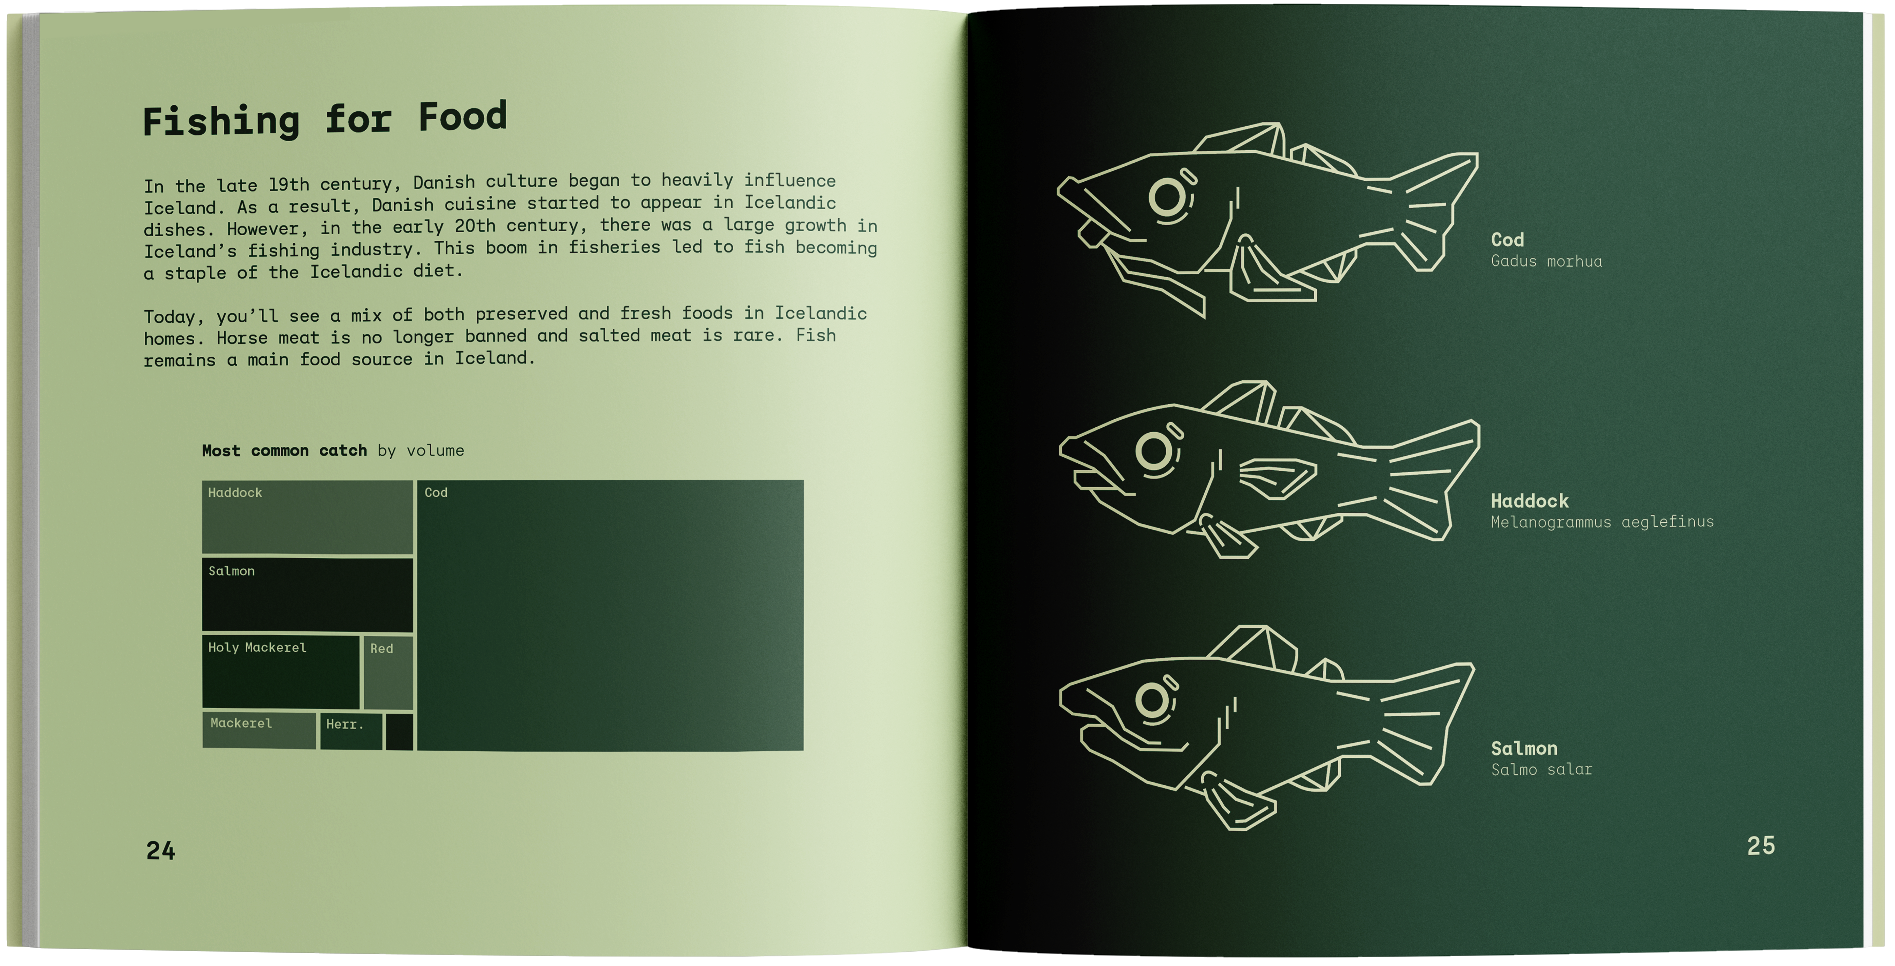 Fishing for Food
In the late 19th century, Danish culture began to heavily influence
Iceland. As a result, Danish cuisine started to appear in Icelandic
dishes. However, in the early 20th century, there was a large growth in
Iceland's fishing industry. This boom in fisheries led to fish becoming
a staple of the Icelandic diet.
Today, you'll see a mix of both preserved and fresh foods in Icelandic
homes. Horse meat is no longer banned and salted meat is rare. Fish
remains a main food source in Iceland.
Most common catch by volume
Haddock
Cod
Salmon
Holy Mackerel
Red
Mackerel
Herr.
24
Cod
Gadus morhua
Haddock
Melanogrammus aeglefinus
Salmon
Salmo salar
25